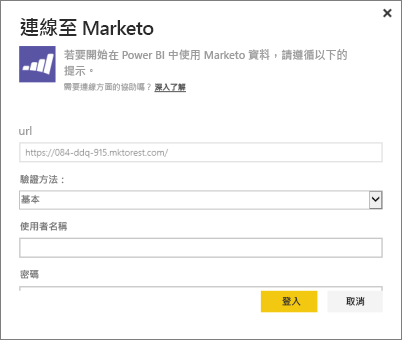 連線至 Marketo
若要開始在 Power BI 中使用 Marketo 資料，請遵循以下的
提示。
需要連線方面的協助嗎？ 深入了解
url
https://084-ddq-915.mktorest.com/
驗證方法：
基本
使用者名稱
密碼
登入
取消